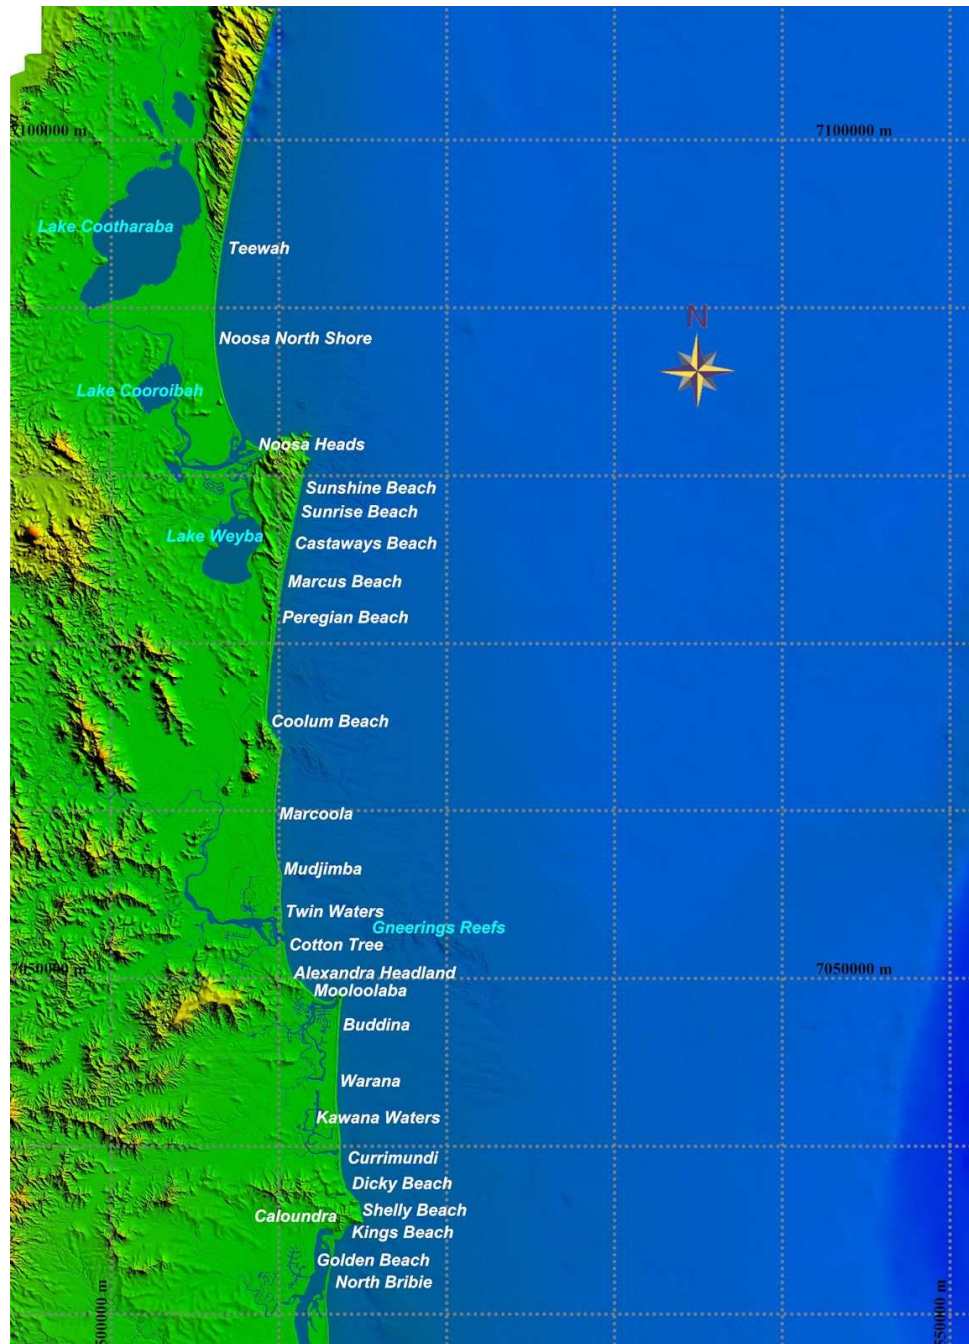 7100000 m
7100000 m
Lake Cootharaba
Teewah
N
Noosa North Shore
Lake Cooroibah
Noosa Heads
Sunshine Beach
Sunrise Beach
Lake Weyba
Castaways Beach
Marcus Beach
Peregian Beach
Coolum Beach
Marcoola
Mudjimba
Twin Waters
Gneerings Reefs
Cotton Tree
7050000 m
Alexandra Headland
7050000 m
Mooloolaba
Buddina
Warana
Kawana Waters
Currimundi
Dicky Beach
Shelly Beach
Caloundra
Kings Beach
Golden Beach
North Bribie